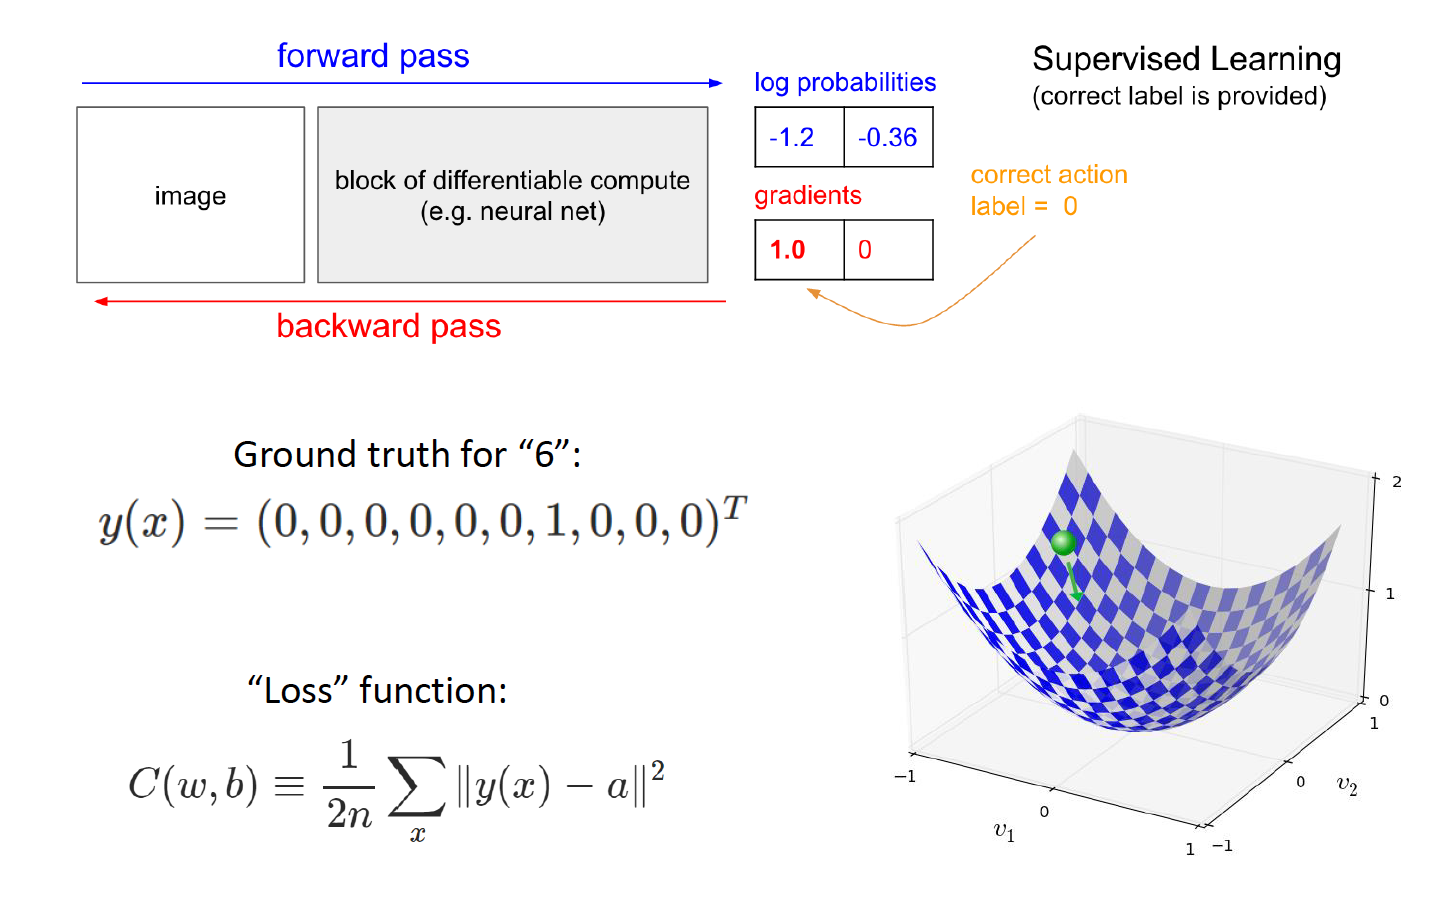 forward pass
log probabilities
Supervised Learning
(correct label is provided)
-1.2 -0.36
image
block of differentiable compute
(e.g. neural net)
correct action
label = 0
gradients
1.0 0
backward pass
Ground truth for “6”:
y(x) = (0, 0, 0, 0, 0, 0, 1, 0, 0, 0)^T
“Loss” function:
C(w, b) ≡ 1/2n ∑_x ‖y(x) − a‖^2
2
1
0
1
0
v_2
−1
−1
0
v_1
1